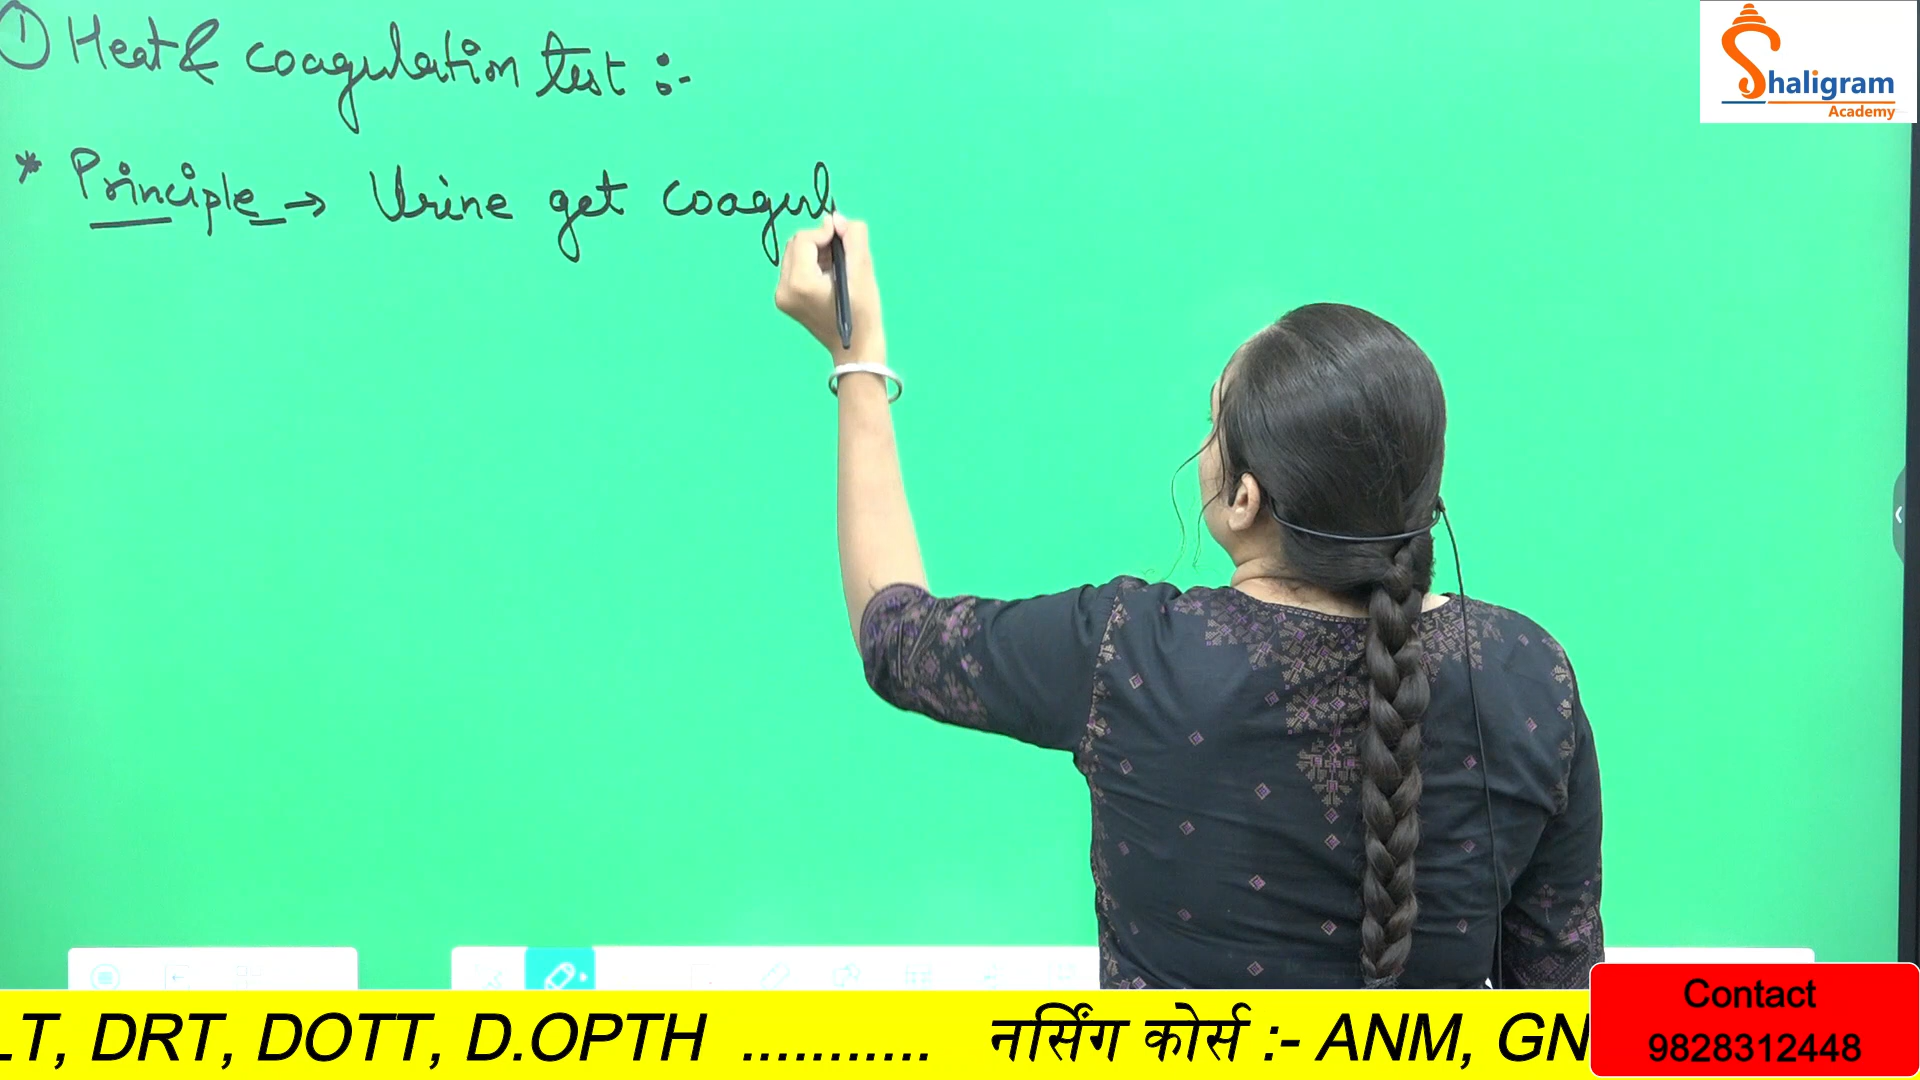 ① Heat & coagulation test :-
* Principle → Urine get coagul
Shaligram
Academy
LT, DRT, DOTT, D.OPTH ........... नर्सिंग कोर्स :- ANM, GN
Contact
9828312448